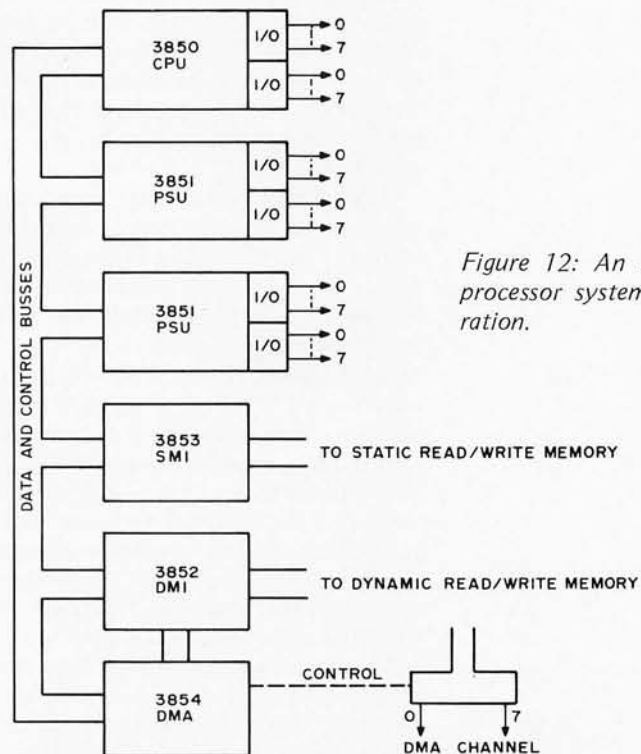 3850
CPU
I/O
I/O
0
7
0
7
3851
PSU
I/O
I/O
0
7
0
7
Figure 12: An
processor system
ration.
3851
PSU
I/O
I/O
0
7
0
7
DATA AND CONTROL BUSSES
3853
SMI
TO STATIC READ/WRITE MEMORY
3852
DMI
TO DYNAMIC READ/WRITE MEMORY
3854
DMA
CONTROL
0
7
DMA CHANNEL